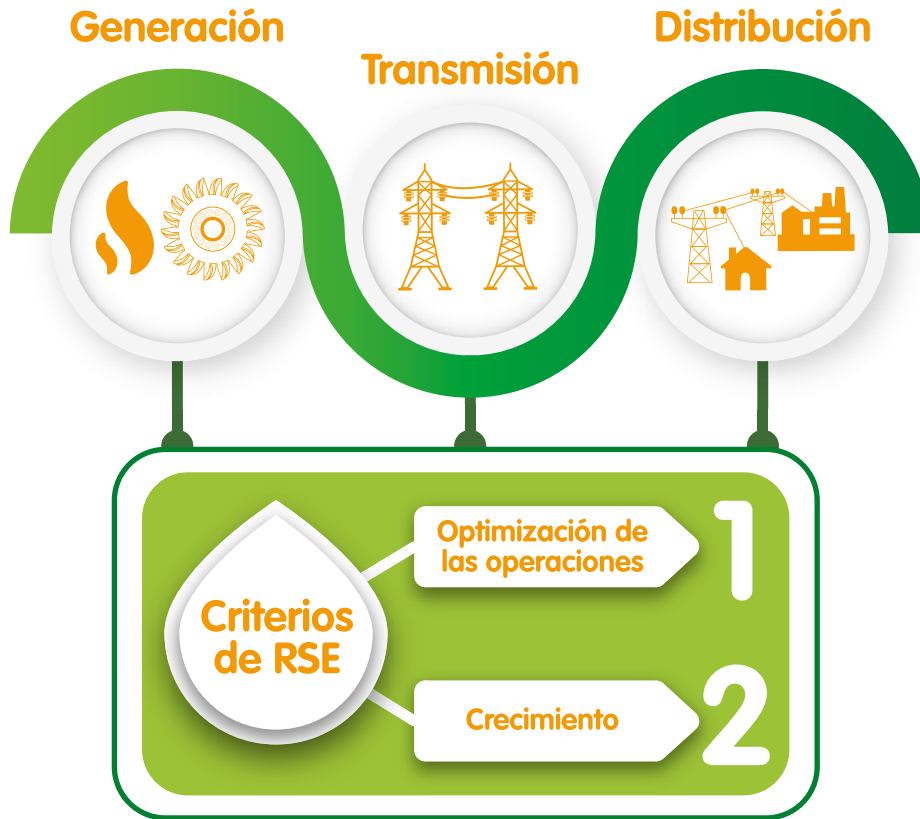 Generación
Transmisión
Distribución
Criterios
de RSE
Optimización de
las operaciones
1
Crecimiento
2